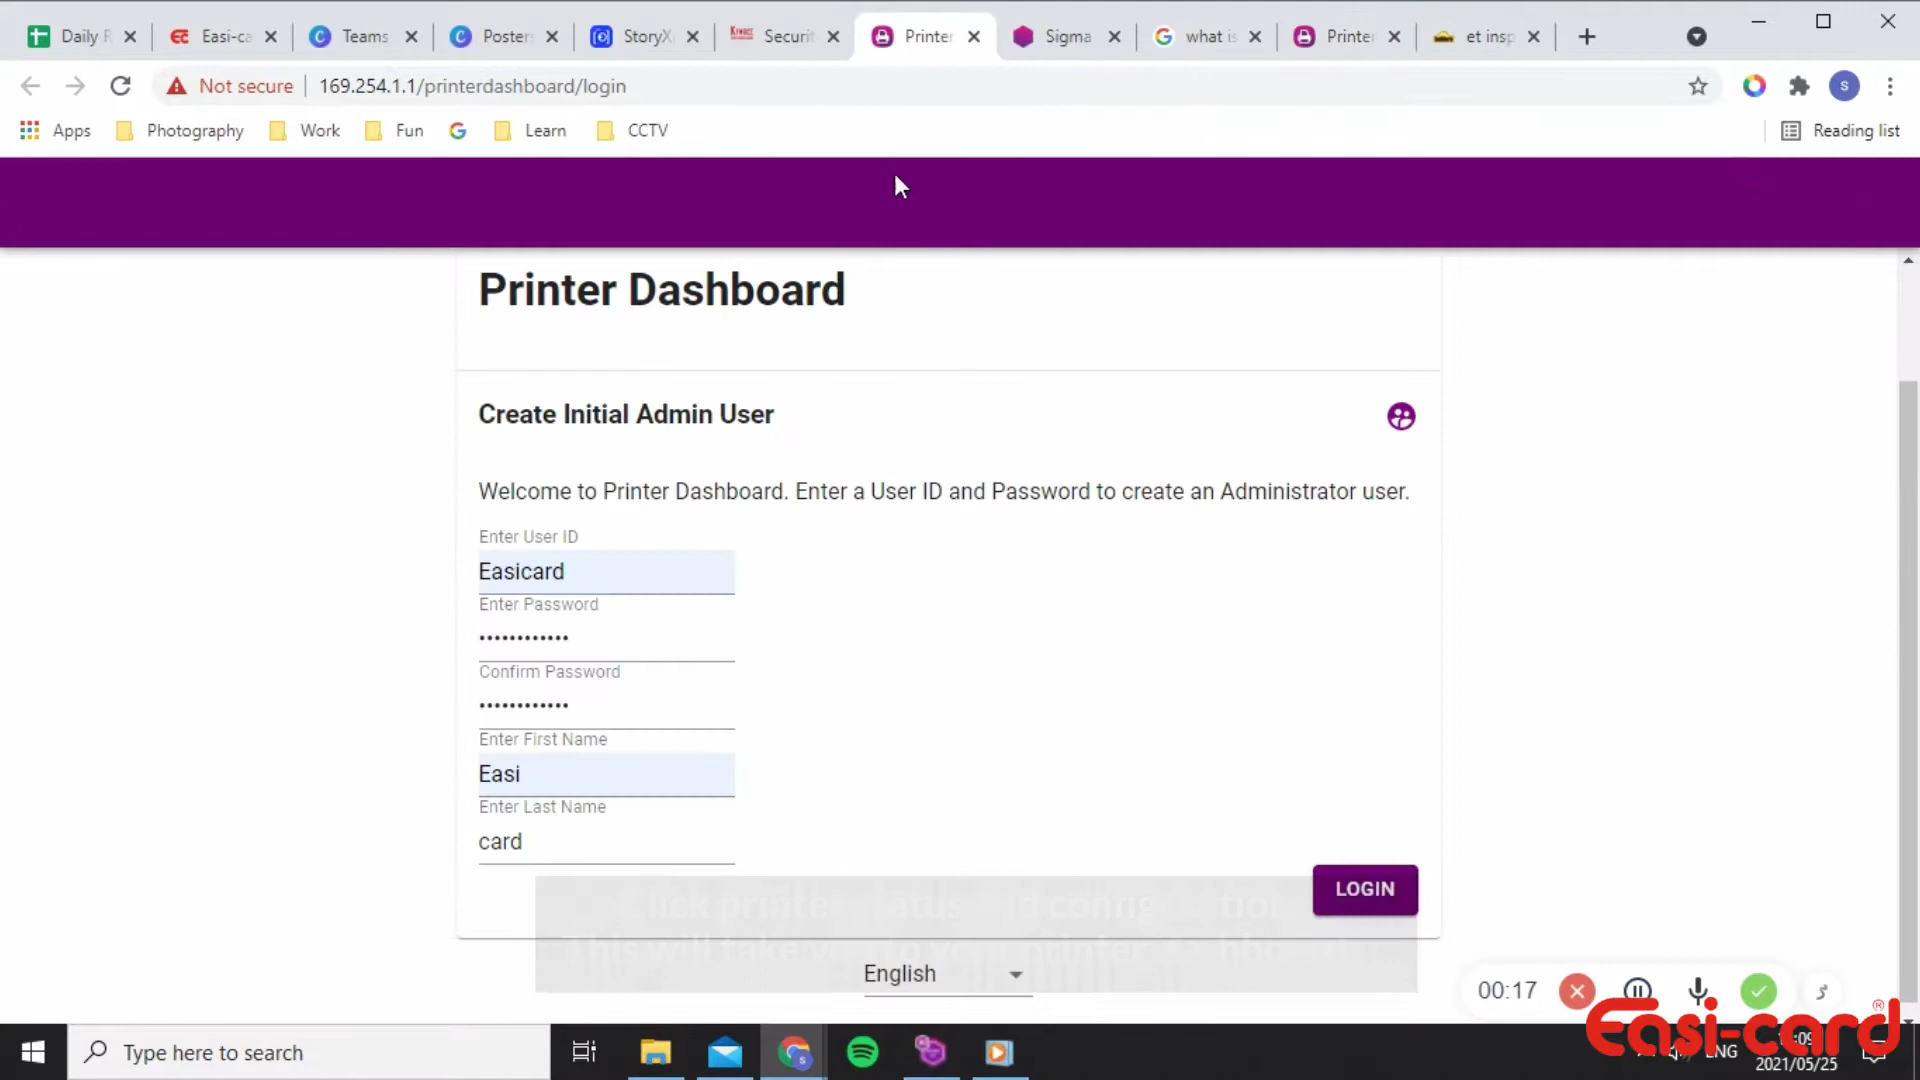 Daily Easi-ca Teams Poster StoryX Securit Printer Sigma what is Printer et insp
Not secure 169.254.1.1/printerdashboard/login S
Apps Photography Work Fun Learn CCTV Reading list
Printer Dashboard
Create Initial Admin User
Welcome to Printer Dashboard. Enter a User ID and Password to create an Administrator user.
Enter User ID
Easicard
Enter Password
Confirm Password
Enter First Name
Easi
Enter Last Name
card
LOGIN
English
00:17
Easi-card®
Type here to search
ENG
2021/05/25